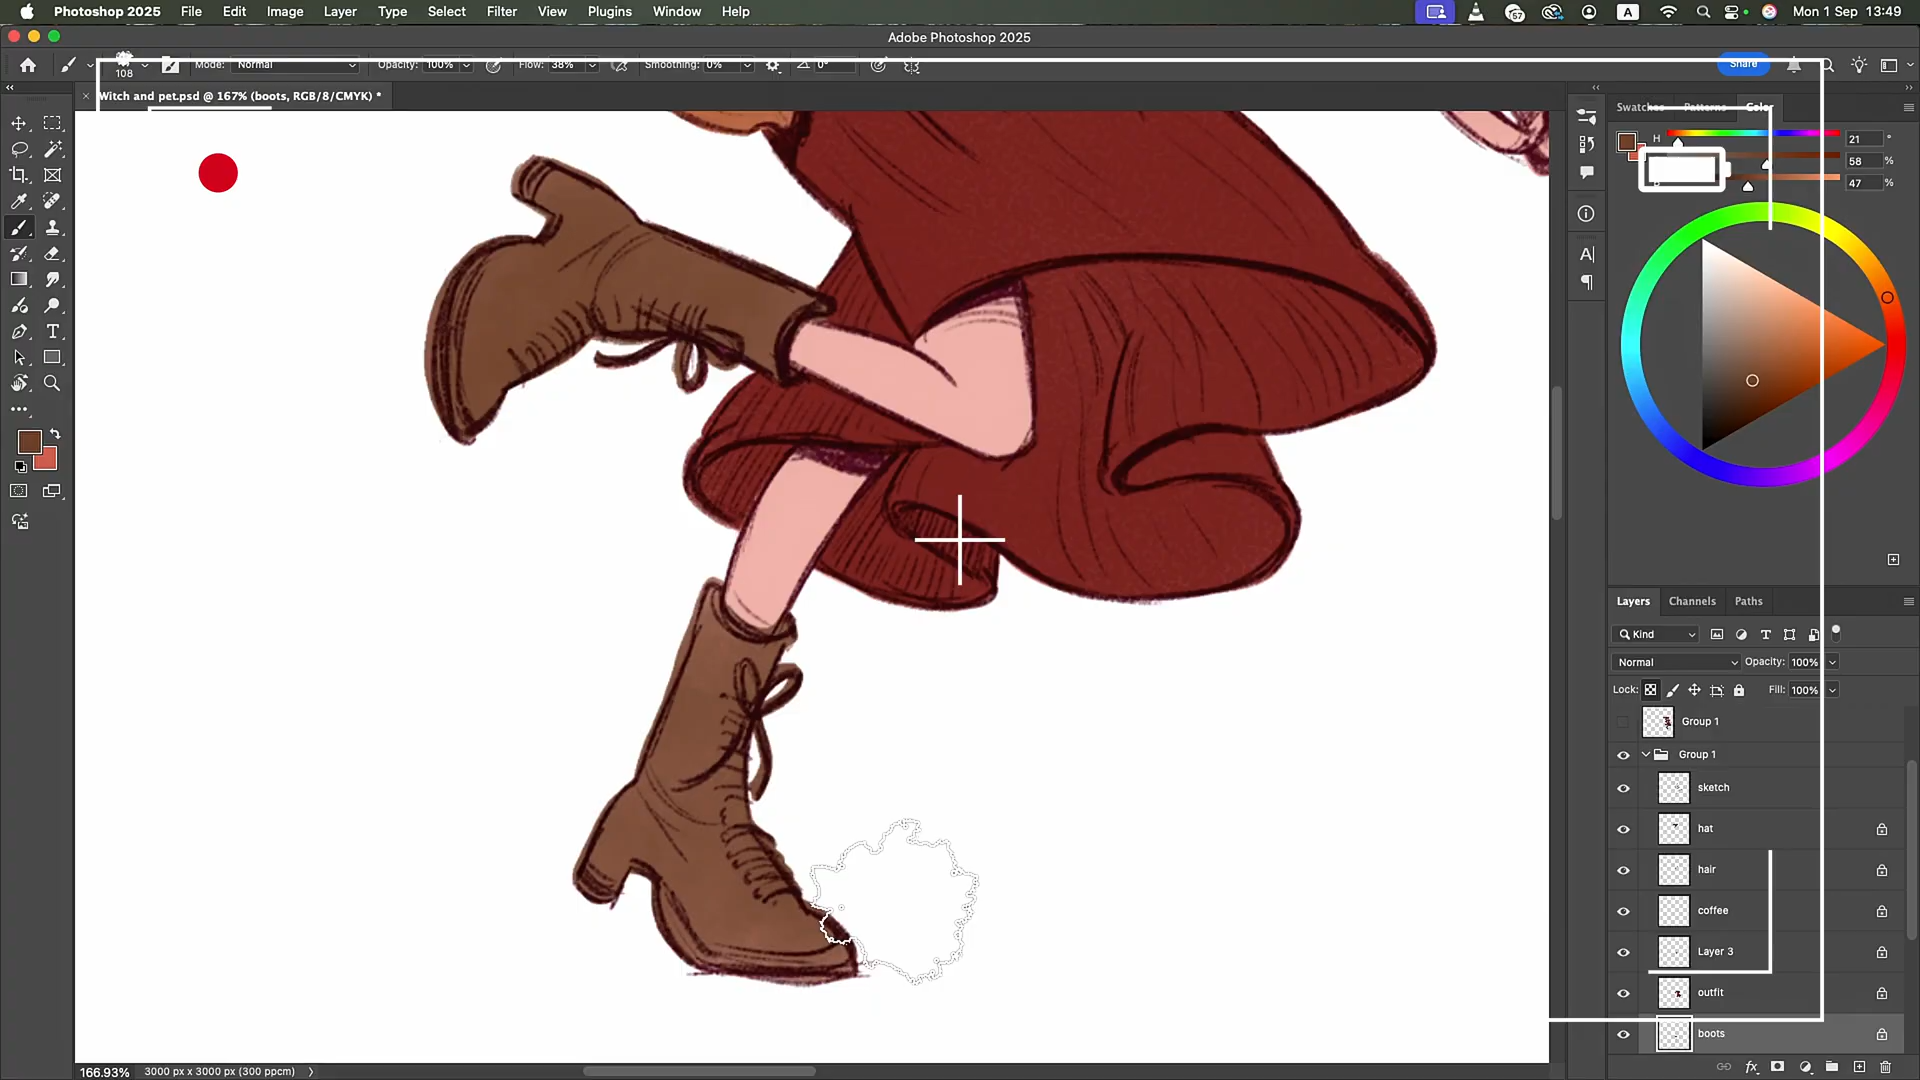 Photoshop 2025 File Edit Image Layer Type Select Filter View Plugins Window Help 57 A Mon 1 Sep 13:49
Adobe Photoshop 2025
108 Mode: Normal Opacity: 100% Flow: 38% Smoothing: 0% 0° Share
Witch and pet.psd @ 167% (boots, RGB/8/CMYK) *
Swatches Patterns Color
H 21 °
58 %
47 %
Layers Channels Paths
Kind
Normal Opacity: 100%
Lock: Fill: 100%
Group 1
Group 1
sketch
hat
hair
coffee
Layer 3
outfit
boots
166.93% 3000 px x 3000 px (300 ppcm)